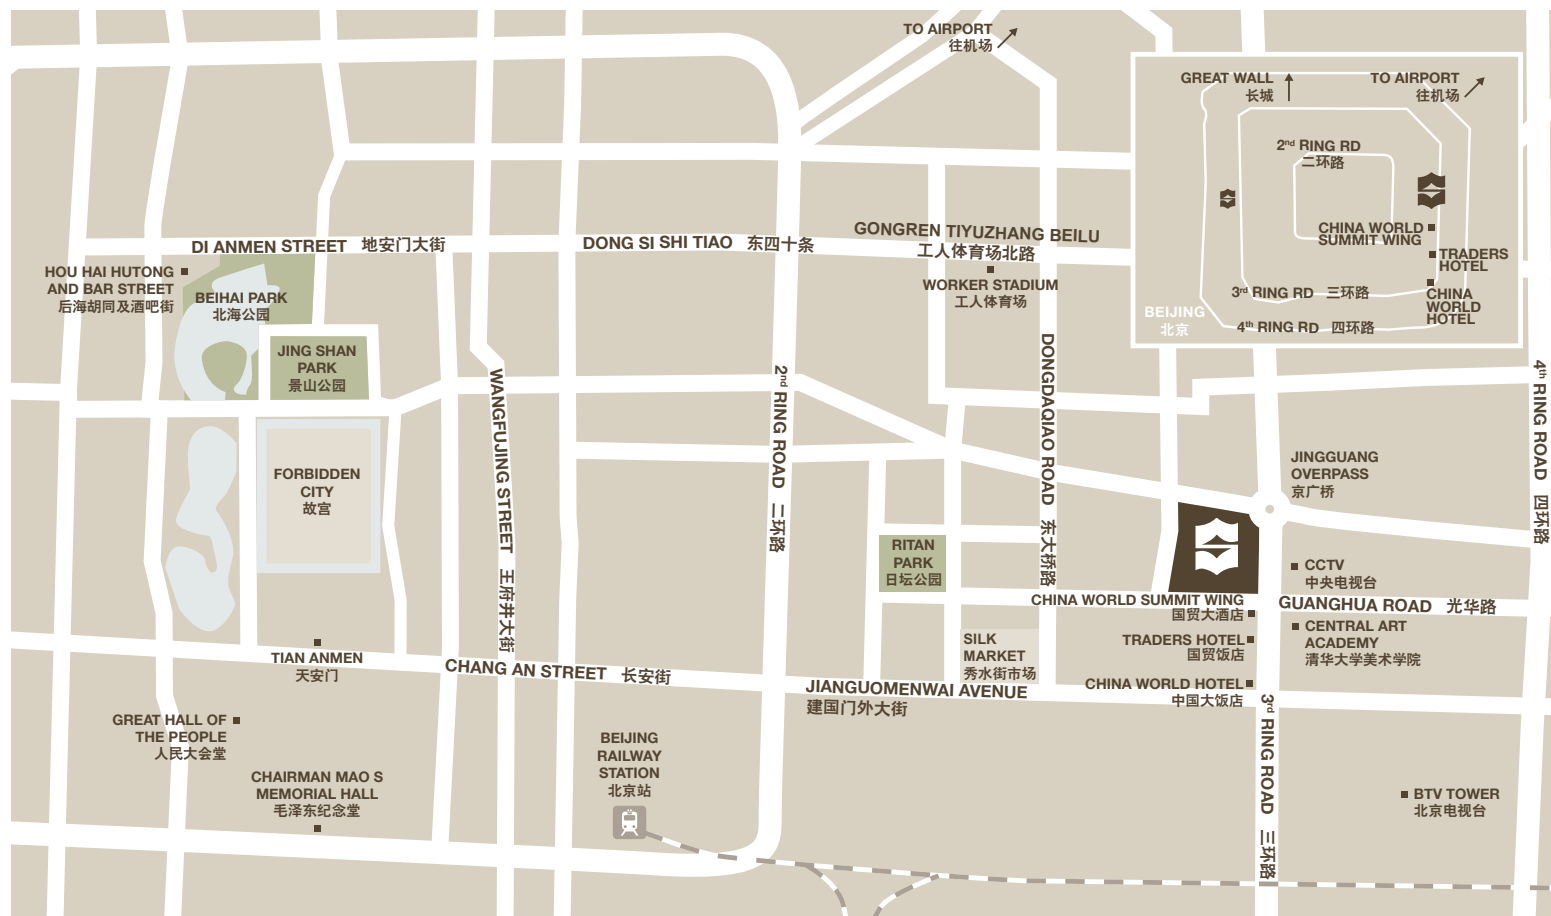 TO AIRPORT
往机场
GREAT WALL
长城
TO AIRPORT
往机场
2nd RING RD
二环路
CHINA WORLD
SUMMIT WING
TRADERS
HOTEL
CHINA
WORLD
HOTEL
3rd RING RD 三环路
4th RING RD 四环路
BEIJING
北京
DI ANMEN STREET 地安门大街
DONG SI SHI TIAO 东四十条
GONGREN TIYUZHANG BEILU
工人体育场北路
WORKER STADIUM
工人体育场
HOU HAI HUTONG
AND BAR STREET
后海胡同及酒吧街
BEIHAI PARK
北海公园
JING SHAN
PARK
景山公园
WANGFUJING STREET 王府井大街
2nd RING ROAD 二环路
DONGDAQIAO ROAD 东大桥路
4th RING ROAD 四环路
FORBIDDEN
CITY
故宫
JINGGUANG
OVERPASS
京广桥
RITAN
PARK
日坛公园
CCTV
中央电视台
CHINA WORLD SUMMIT WING
国贸大酒店
GUANGHUA ROAD 光华路
TRADERS HOTEL
国贸饭店
CENTRAL ART
ACADEMY
清华大学美术学院
SILK
MARKET
秀水街市场
TIAN ANMEN
天安门
CHANG AN STREET 长安街
JIANGUOMENWAI AVENUE
建国门外大街
CHINA WORLD HOTEL
中国大饭店
3rd RING ROAD 三环路
GREAT HALL OF
THE PEOPLE
人民大会堂
BEIJING
RAILWAY
STATION
北京站
CHAIRMAN MAO S
MEMORIAL HALL
毛泽东纪念堂
BTV TOWER
北京电视台